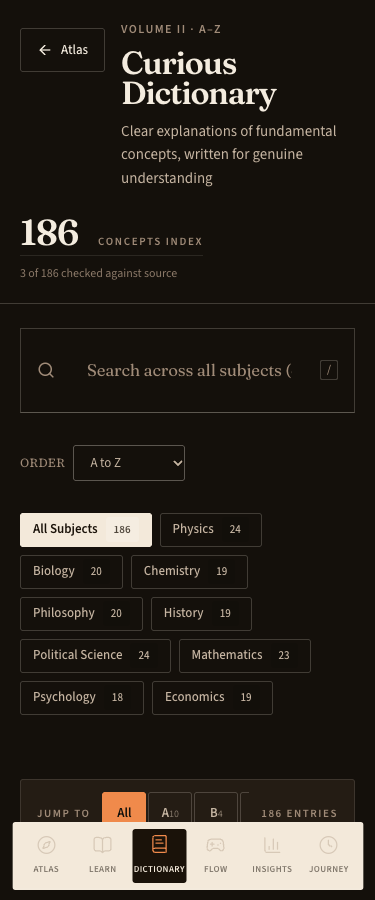 Atlas
VOLUME II · A–Z
Curious
Dictionary
Clear explanations of fundamental
concepts, written for genuine
understanding
186 CONCEPTS INDEX
3 of 186 checked against source
Search across all subjects ( /
ORDER A to Z
All Subjects 186 Physics 24
Biology 20 Chemistry 19
Philosophy 20 History 19
Political Science 24 Mathematics 23
Psychology 18 Economics 19
JUMP TO All A10 B4 186 ENTRIES
ATLAS LEARN DICTIONARY FLOW INSIGHTS JOURNEY